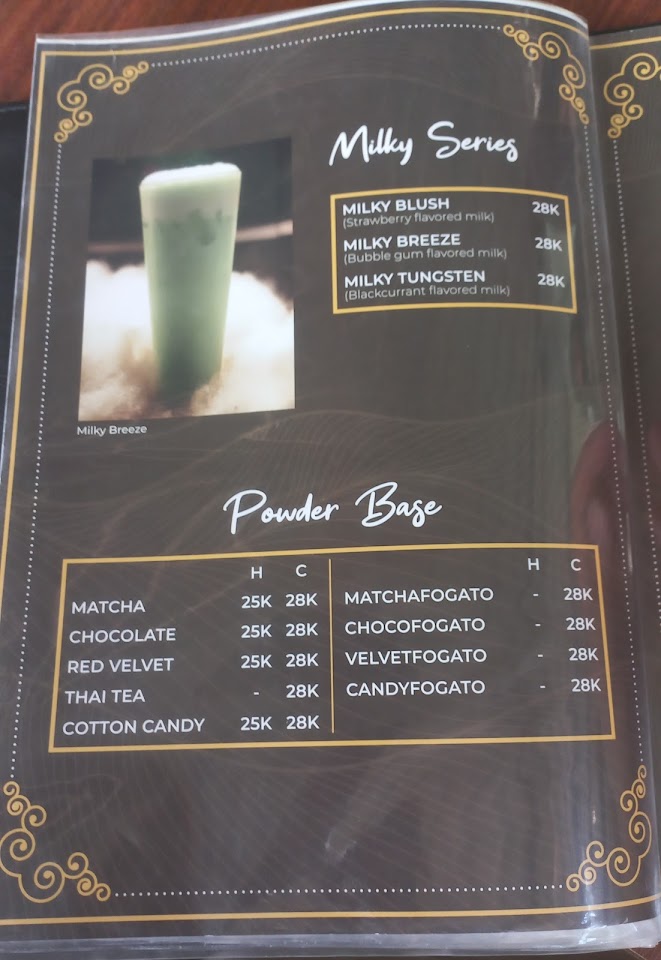 Milky Series
MILKY BLUSH 28K
(Strawberry flavored milk)
MILKY BREEZE 28K
(Bubble gum flavored milk)
MILKY TUNGSTEN 28K
(Blackcurrant flavored milk)
Milky Breeze
Powder Base
H C
MATCHA 25K 28K
CHOCOLATE 25K 28K
RED VELVET 25K 28K
THAI TEA - 28K
COTTON CANDY 25K 28K
H C
MATCHAFOGATO - 28K
CHOCOFOGATO - 28K
VELVETFOGATO - 28K
CANDYFOGATO - 28K